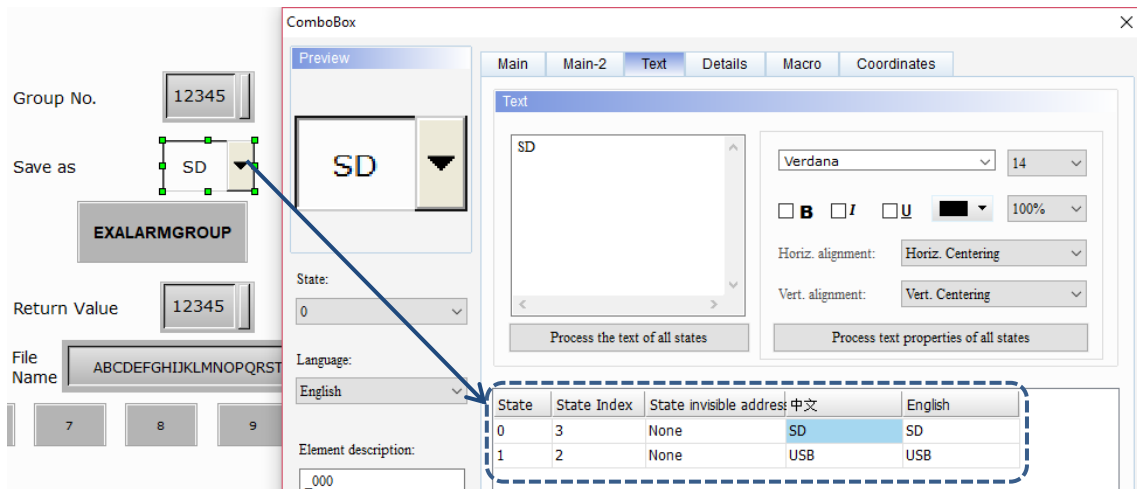 ComboBox
Group No.
12345
Save as
SD
EXALARMGROUP
Return Value
12345
File
Name
ABCDEFGHIJKLMNOPQRST
7
8
9
Preview
SD
State:
0
Language:
English
Element description:
_000
Main
Main-2
Text
Details
Macro
Coordinates
Text
SD
Process the text of all states
Verdana
14
B
I
U
100%
Horiz. alignment:
Horiz. Centering
Vert. alignment:
Vert. Centering
Process text properties of all states
State State Index State invisible address 中文 English
0 3 None SD SD
1 2 None USB USB